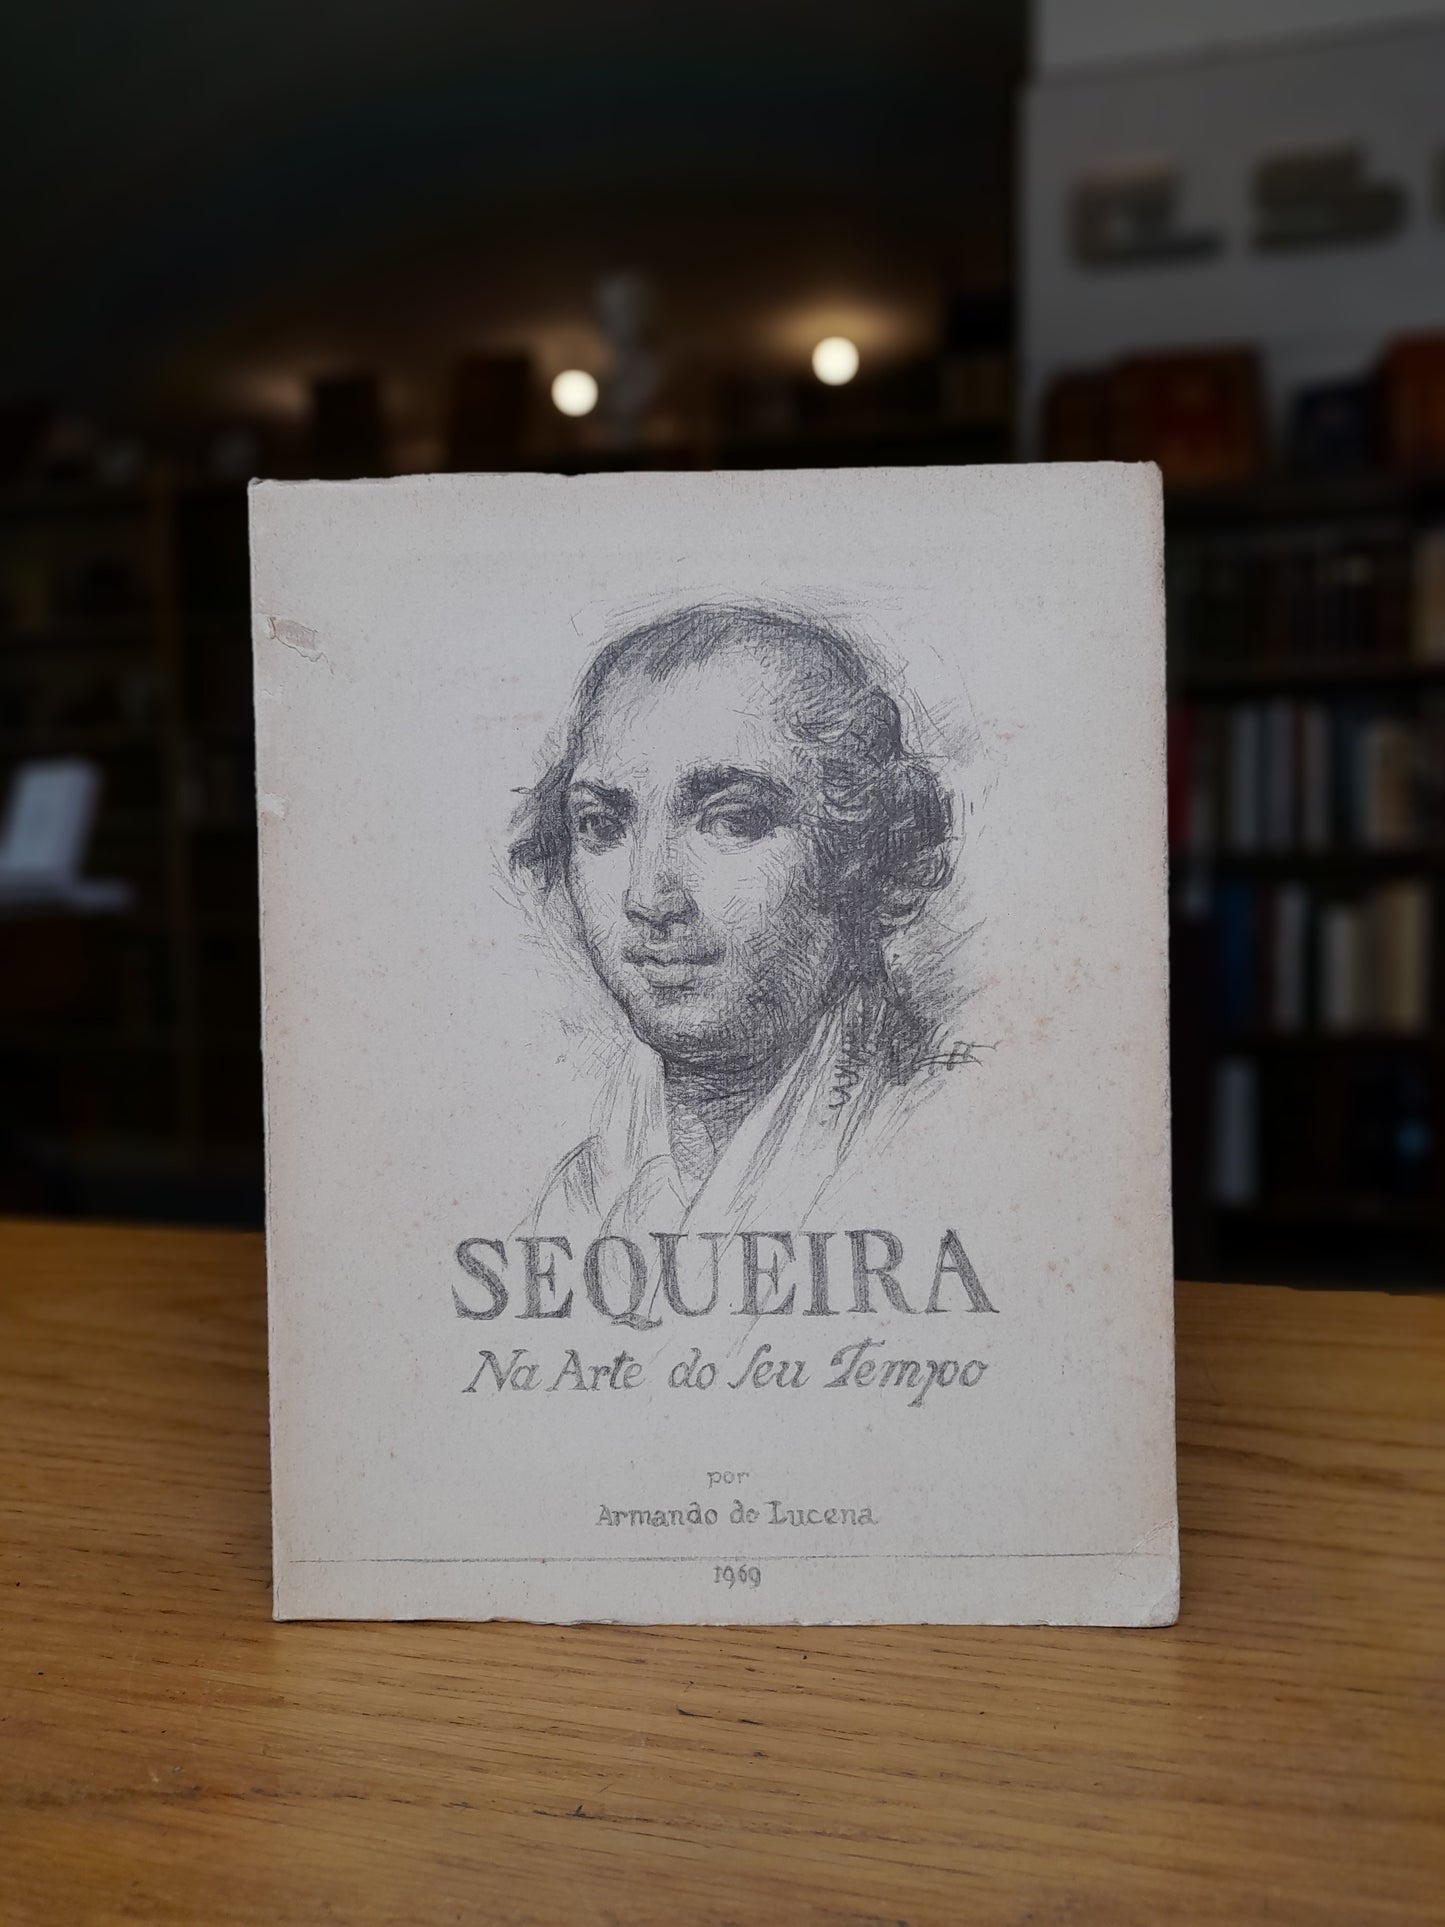 SEQUEIRA
Na Arte do Seu Tempo
por
Armando de Lucena
1969